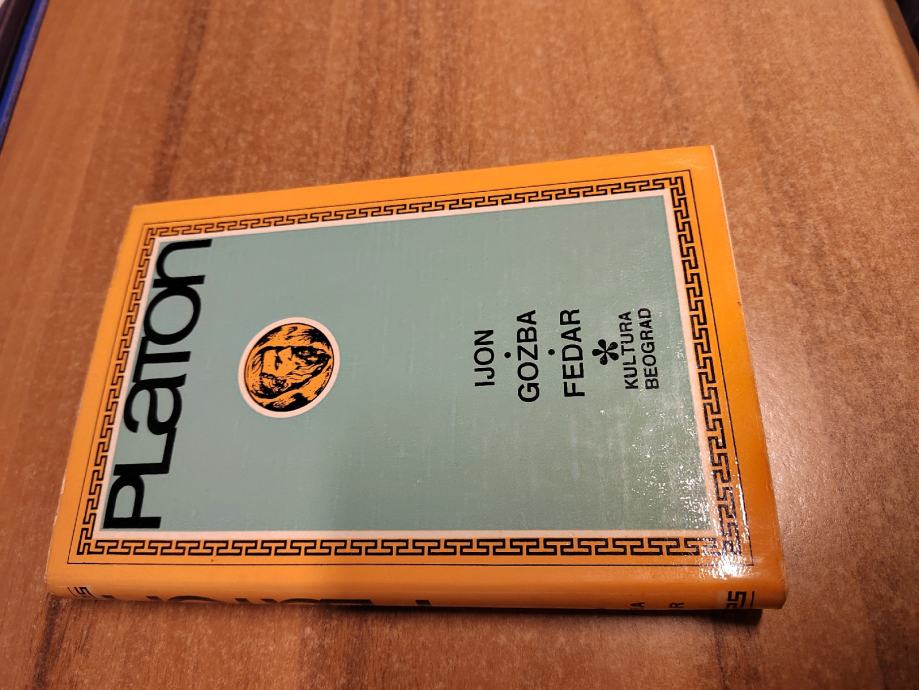 PLATON
IJON
GOZBA
FEDAR
KULTURA
BEOGRAD